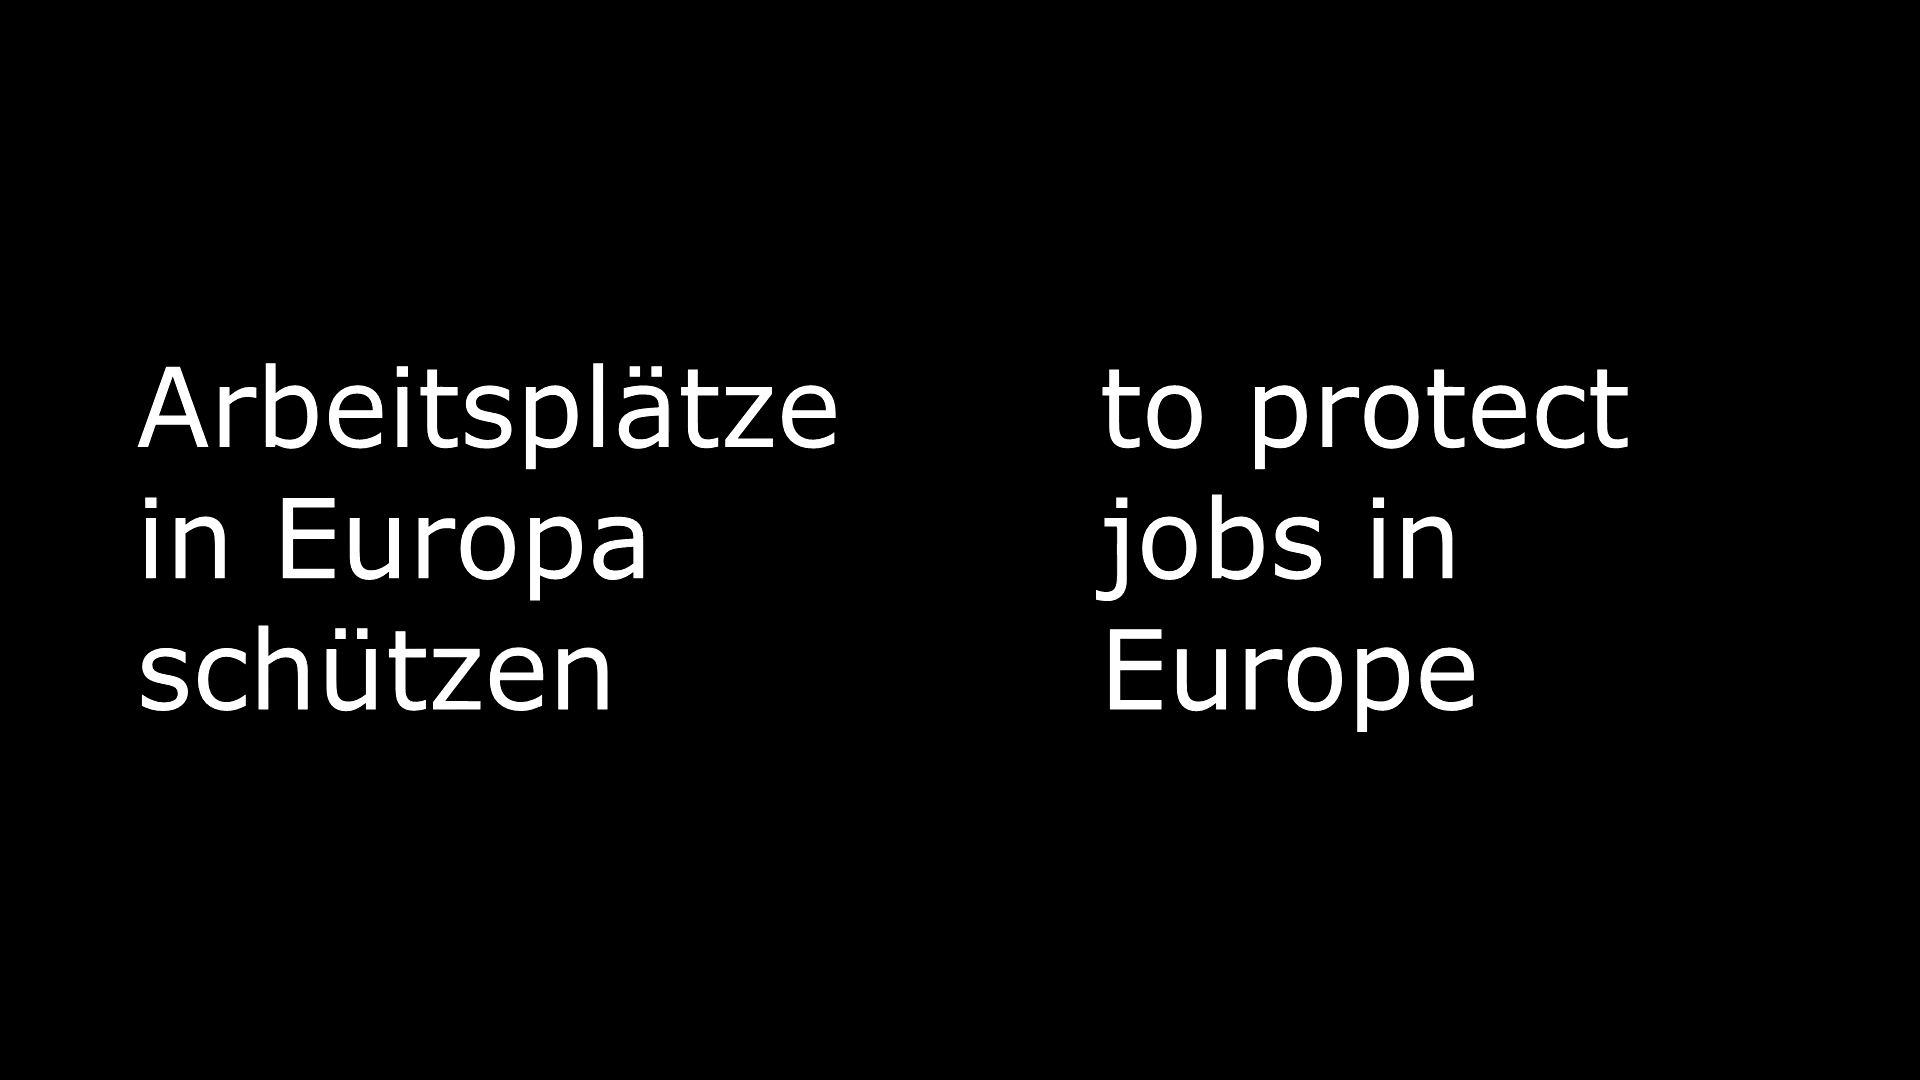 Arbeitsplätze
in Europa
schützen
to protect
jobs in
Europe